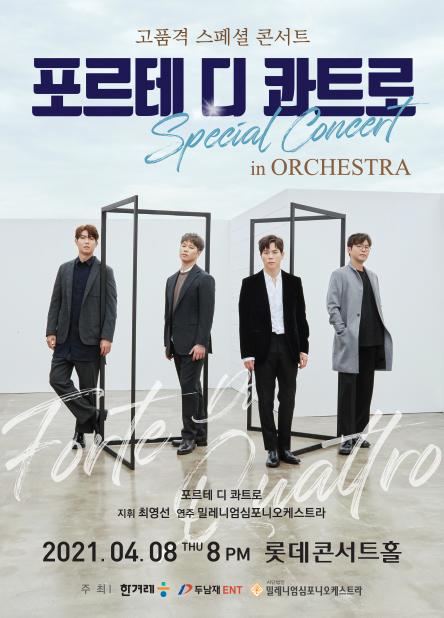 고품격 스페셜 콘서트
포르테 디 콰트로
Special Concert
in ORCHESTRA
Forte Di
Quattro
포르테 디 콰트로
지휘 최영선 연주 밀레니엄심포니오케스트라
2021. 04. 08 THU 8 PM 롯데콘서트홀
주 최 | 한겨레 두남재 ENT 사단법인 밀레니엄심포니오케스트라